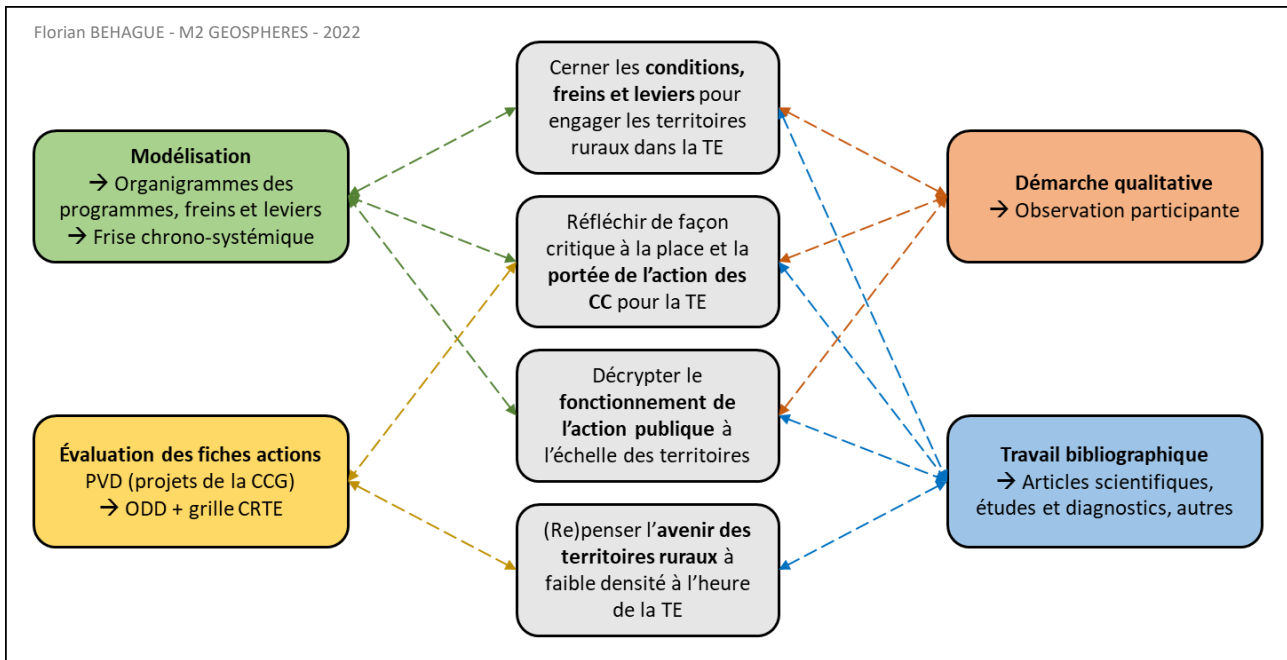 Florian BEHAGUE - M2 GEOSPHERES - 2022
Modélisation
→ Organigrammes des
programmes, freins et leviers
→ Frise chrono-systémique
Évaluation des fiches actions
PVD (projets de la CCG)
→ ODD + grille CRTE
Cerner les conditions,
freins et leviers pour
engager les territoires
ruraux dans la TE
Réfléchir de façon
critique à la place et la
portée de l'action des
CC pour la TE
Décrypter le
fonctionnement de
l'action publique à
l'échelle des territoires
(Re)penser l'avenir des
territoires ruraux à
faible densité à l'heure
de la TE
Démarche qualitative
→ Observation participante
Travail bibliographique
→ Articles scientifiques,
études et diagnostics, autres